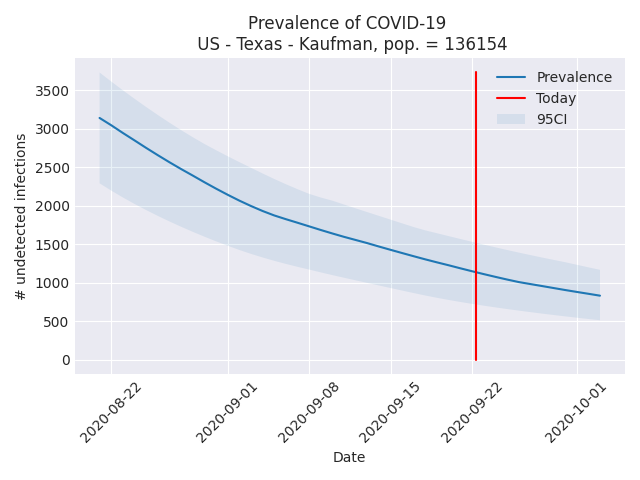 Prevalence of COVID-19
US - Texas - Kaufman, pop. = 136154
Prevalence
Today
95CI
# undetected infections
3500
3000
2500
2000
1500
1000
500
0
2020-08-22
2020-09-01
2020-09-08
2020-09-15
2020-09-22
2020-10-01
Date